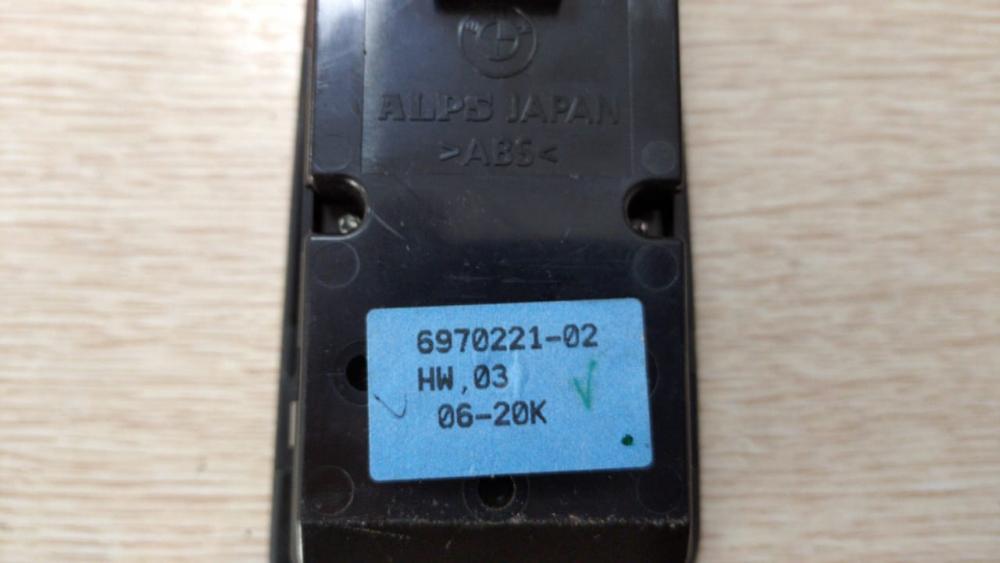 ALPS JAPAN
>ABS<
6970221-02
HW,03
06-20K